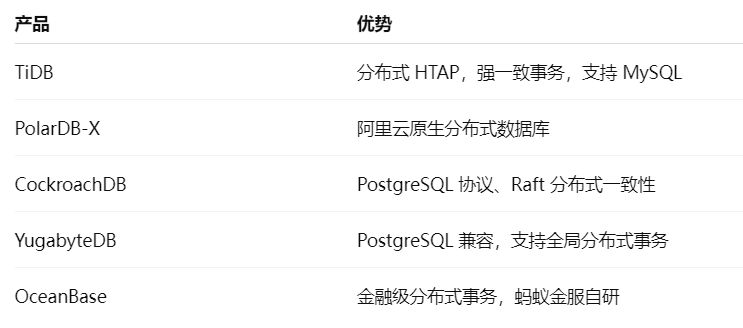 产品 优势
TiDB 分布式 HTAP，强一致事务，支持 MySQL
PolarDB-X 阿里云原生分布式数据库
CockroachDB PostgreSQL 协议、Raft 分布式一致性
YugabyteDB PostgreSQL 兼容，支持全局分布式事务
OceanBase 金融级分布式事务，蚂蚁金服自研